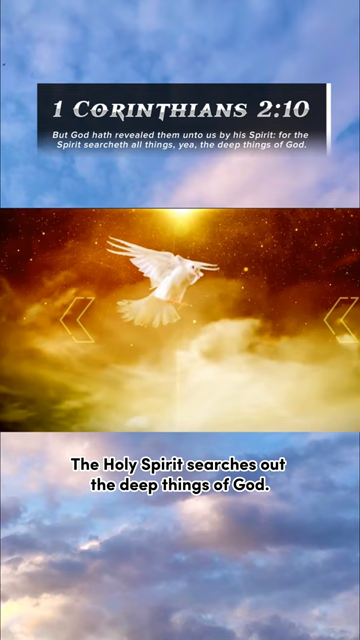 1 Corinthians 2:10
But God hath revealed them unto us by his Spirit: for the
Spirit searcheth all things, yea, the deep things of God.
The Holy Spirit searches out
the deep things of God.